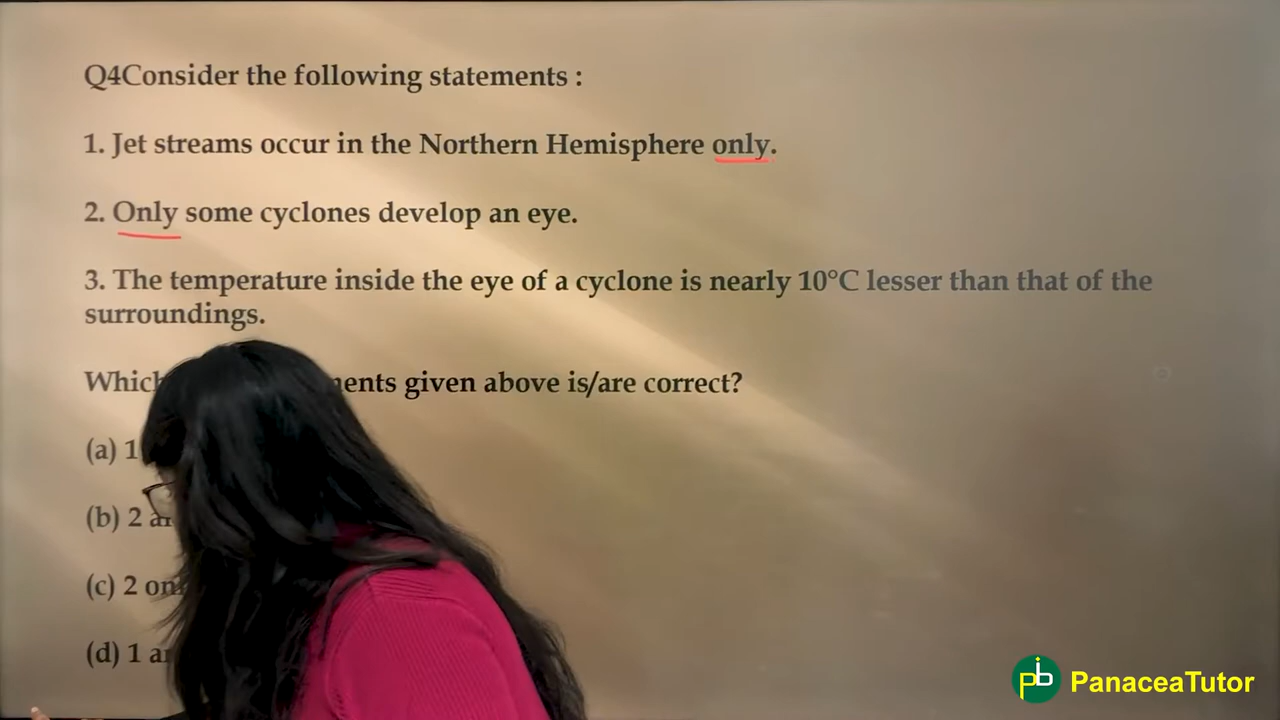 Q4Consider the following statements :
1. Jet streams occur in the Northern Hemisphere only.
2. Only some cyclones develop an eye.
3. The temperature inside the eye of a cyclone is nearly 10°C lesser than that of the
surroundings.
given above is/are correct?
(a) 1
(b) 2
(c) 2
(d) 1
pb PanaceaTutor